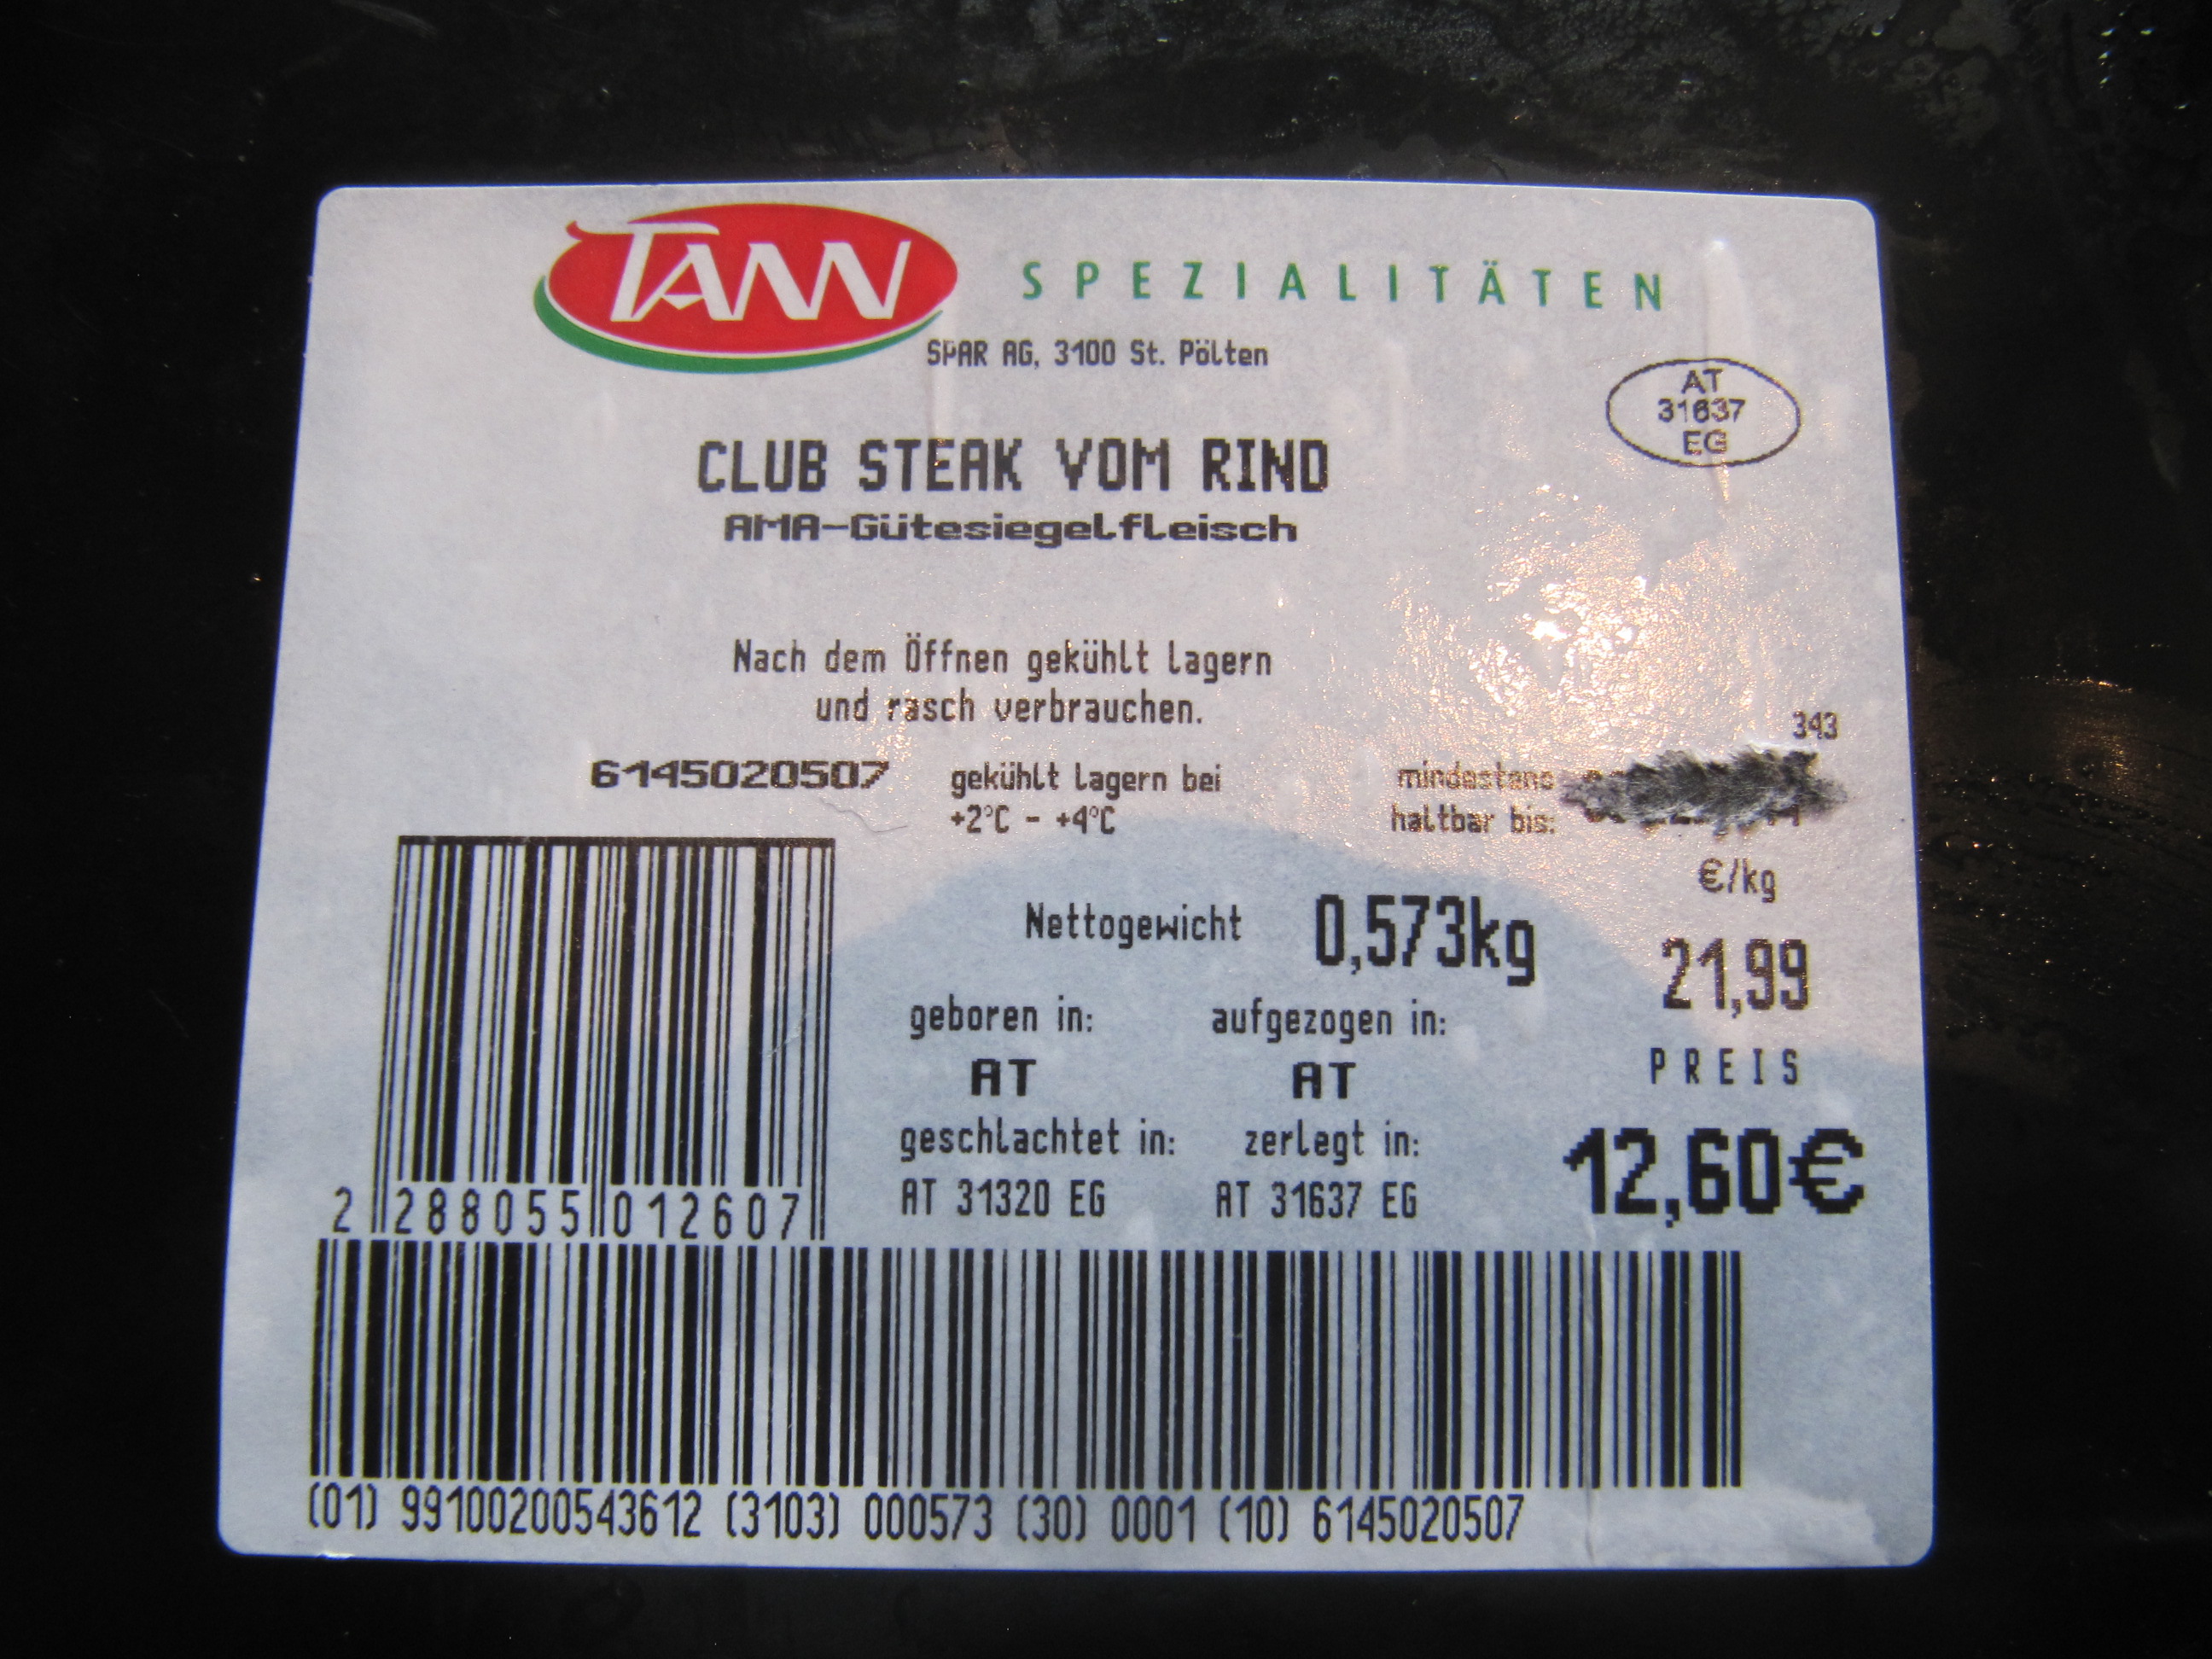 TANN SPEZIALITÄTEN
SPAR AG, 3100 St. Pölten
AT
31637
EG
CLUB STEAK VOM RIND
AMA-Gütesiegelfleisch
Nach dem Öffnen gekühlt lagern
und rasch verbrauchen.
343
6145020507
gekühlt lagern bei
+2°C - +4°C
mindestens
haltbar bis:
€/kg
Nettogewicht 0,573kg
21,99
geboren in: aufgezogen in:
AT AT
PREIS
geschlachtet in: zerlegt in:
AT 31320 EG AT 31637 EG
12,60€
2 288055 012607
(01) 99100200543612 (3103) 000573 (30) 0001 (10) 6145020507